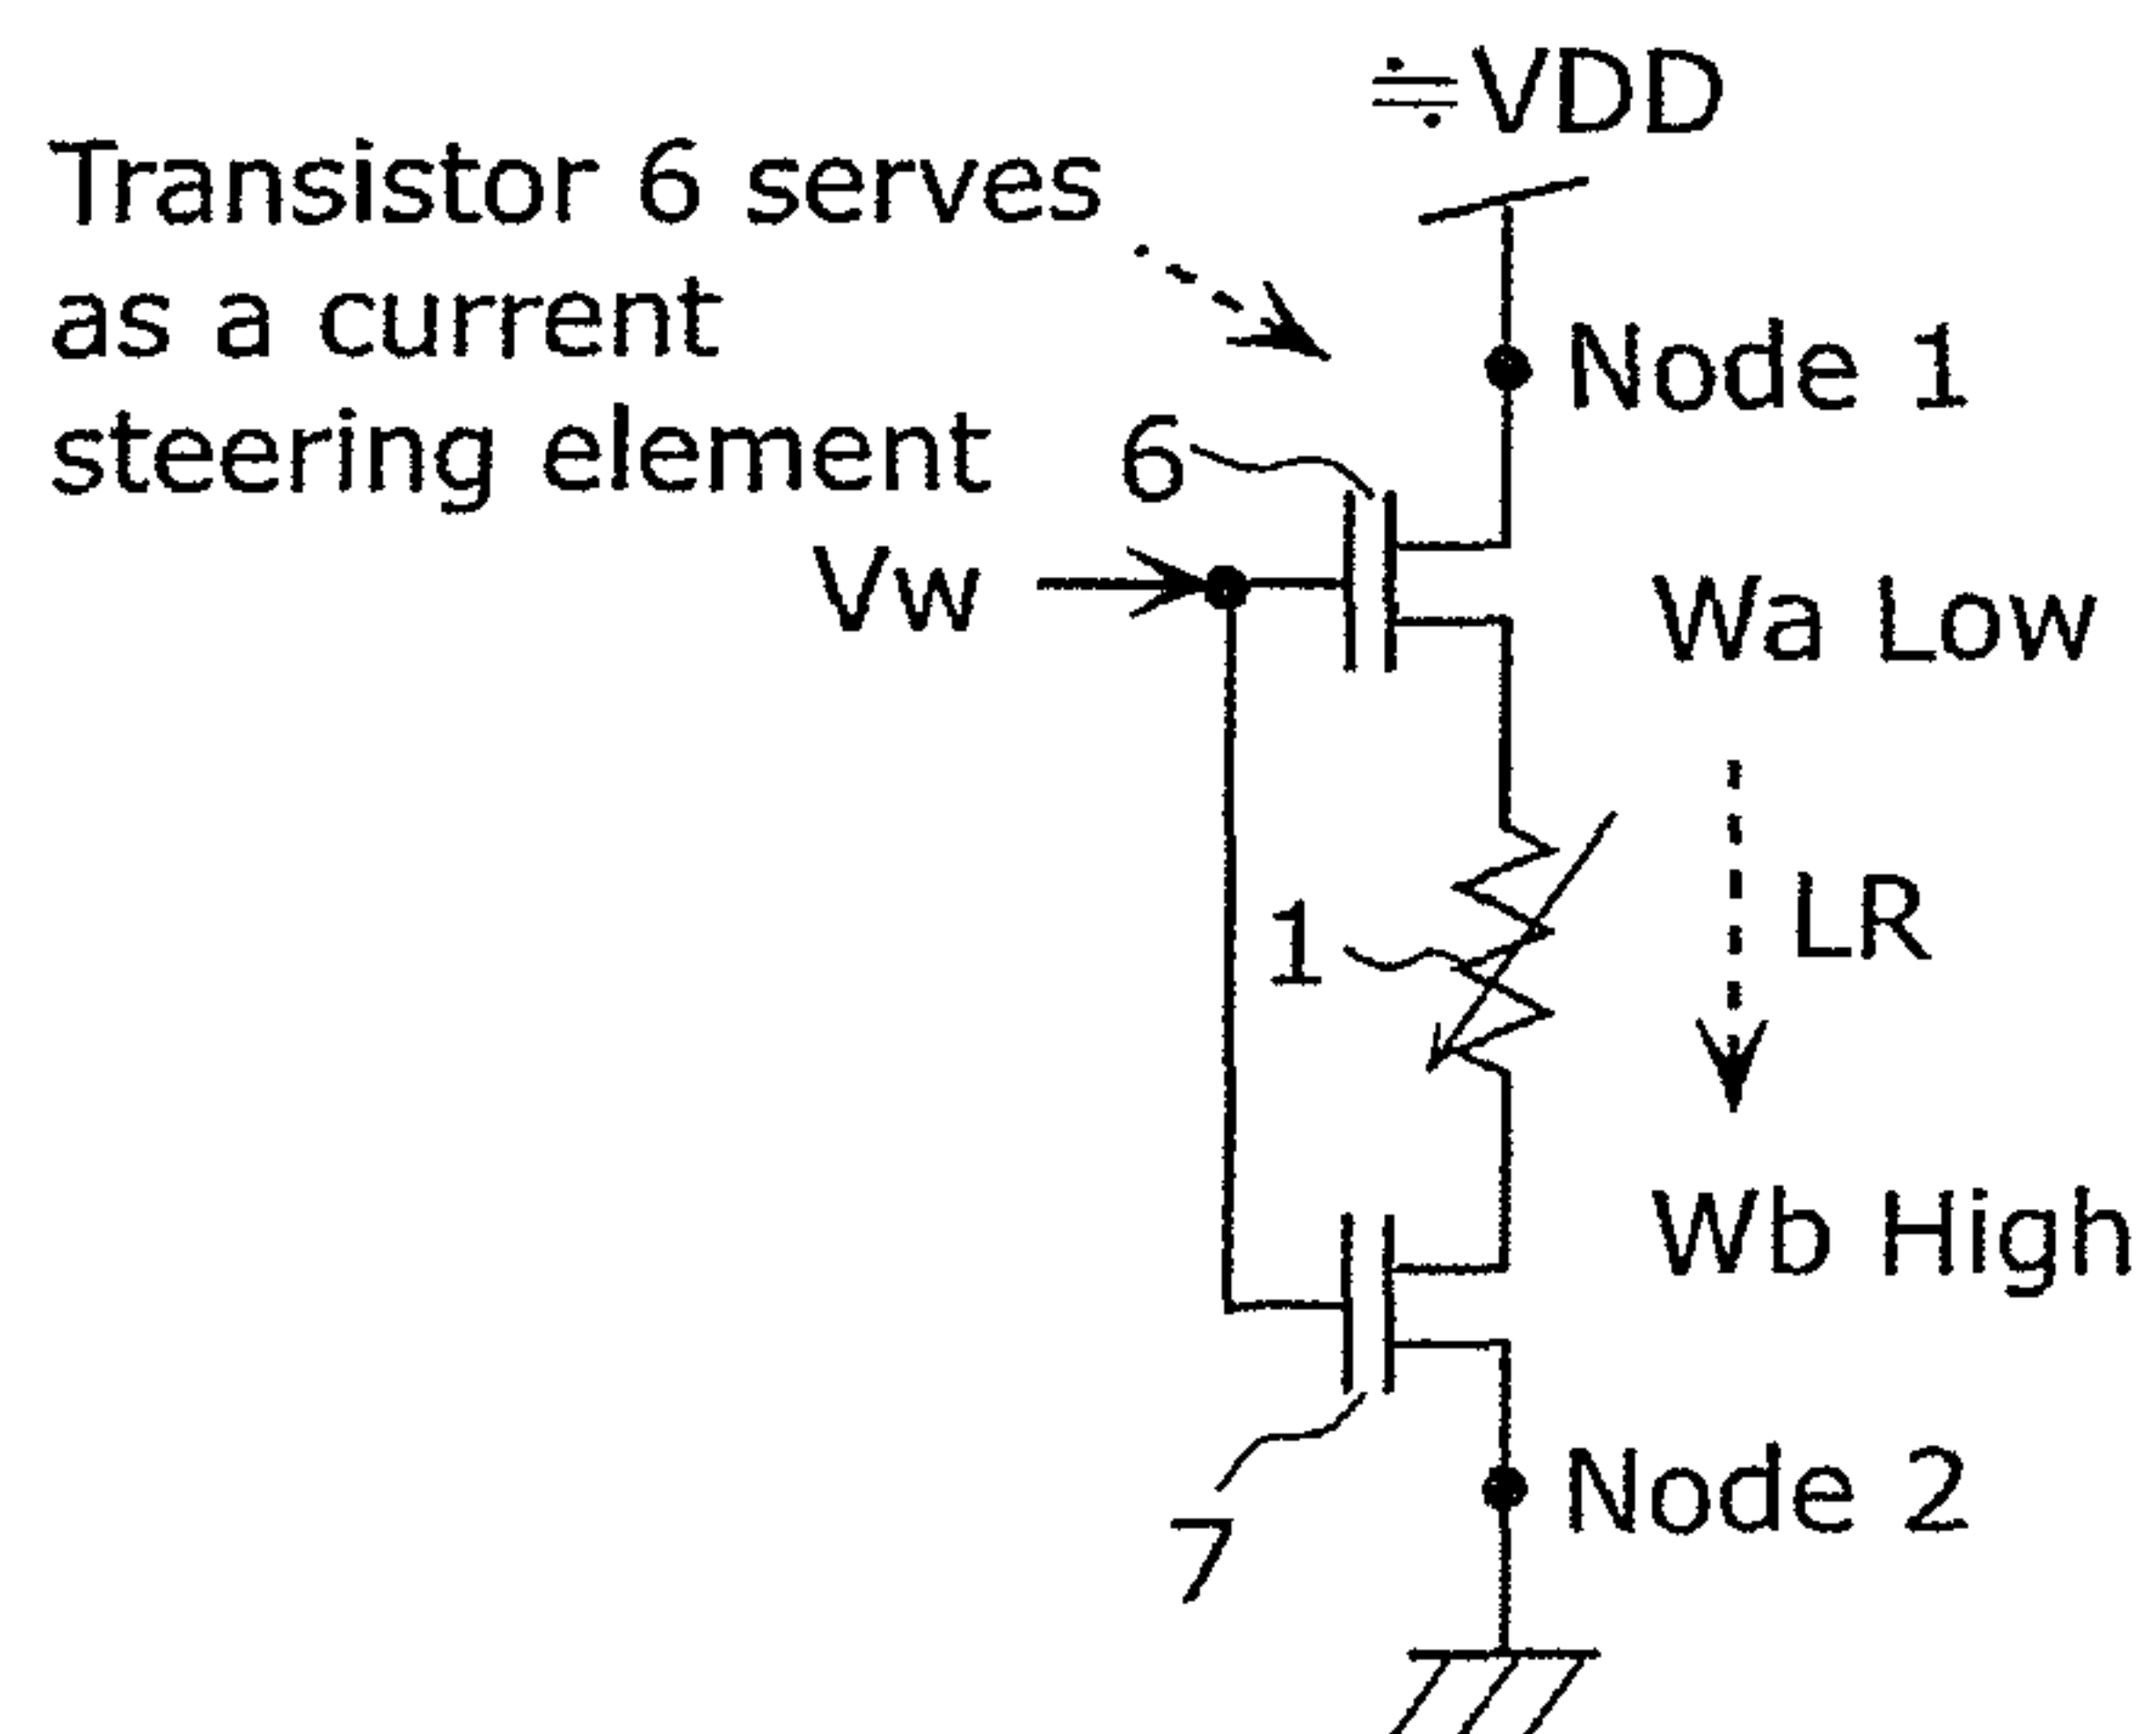 ≒VDD
Transistor 6 serves
as a current
steering element
Node 1
6
Vw
Wa Low
1
LR
Wb High
7
Node 2